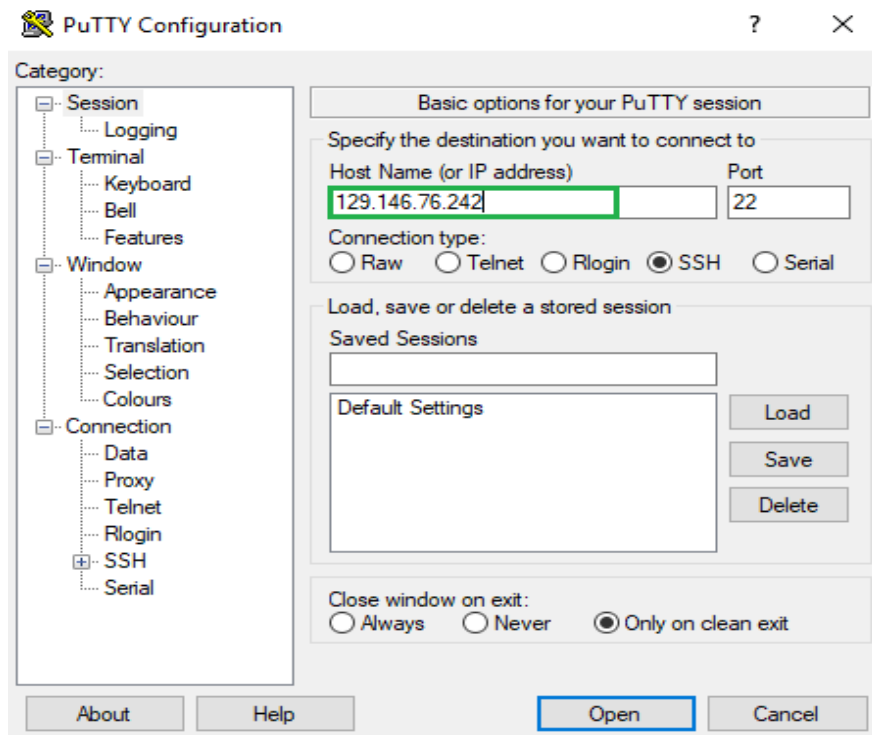 PuTTY Configuration ?
Category:
Session
Logging
Terminal
Keyboard
Bell
Features
Window
Appearance
Behaviour
Translation
Selection
Colours
Connection
Data
Proxy
Telnet
Rlogin
SSH
Serial
Basic options for your PuTTY session
Specify the destination you want to connect to
Host Name (or IP address) Port
129.146.76.242 22
Connection type:
Raw Telnet Rlogin SSH Serial
Load, save or delete a stored session
Saved Sessions
Default Settings
Load
Save
Delete
Close window on exit:
Always Never Only on clean exit
About Help Open Cancel